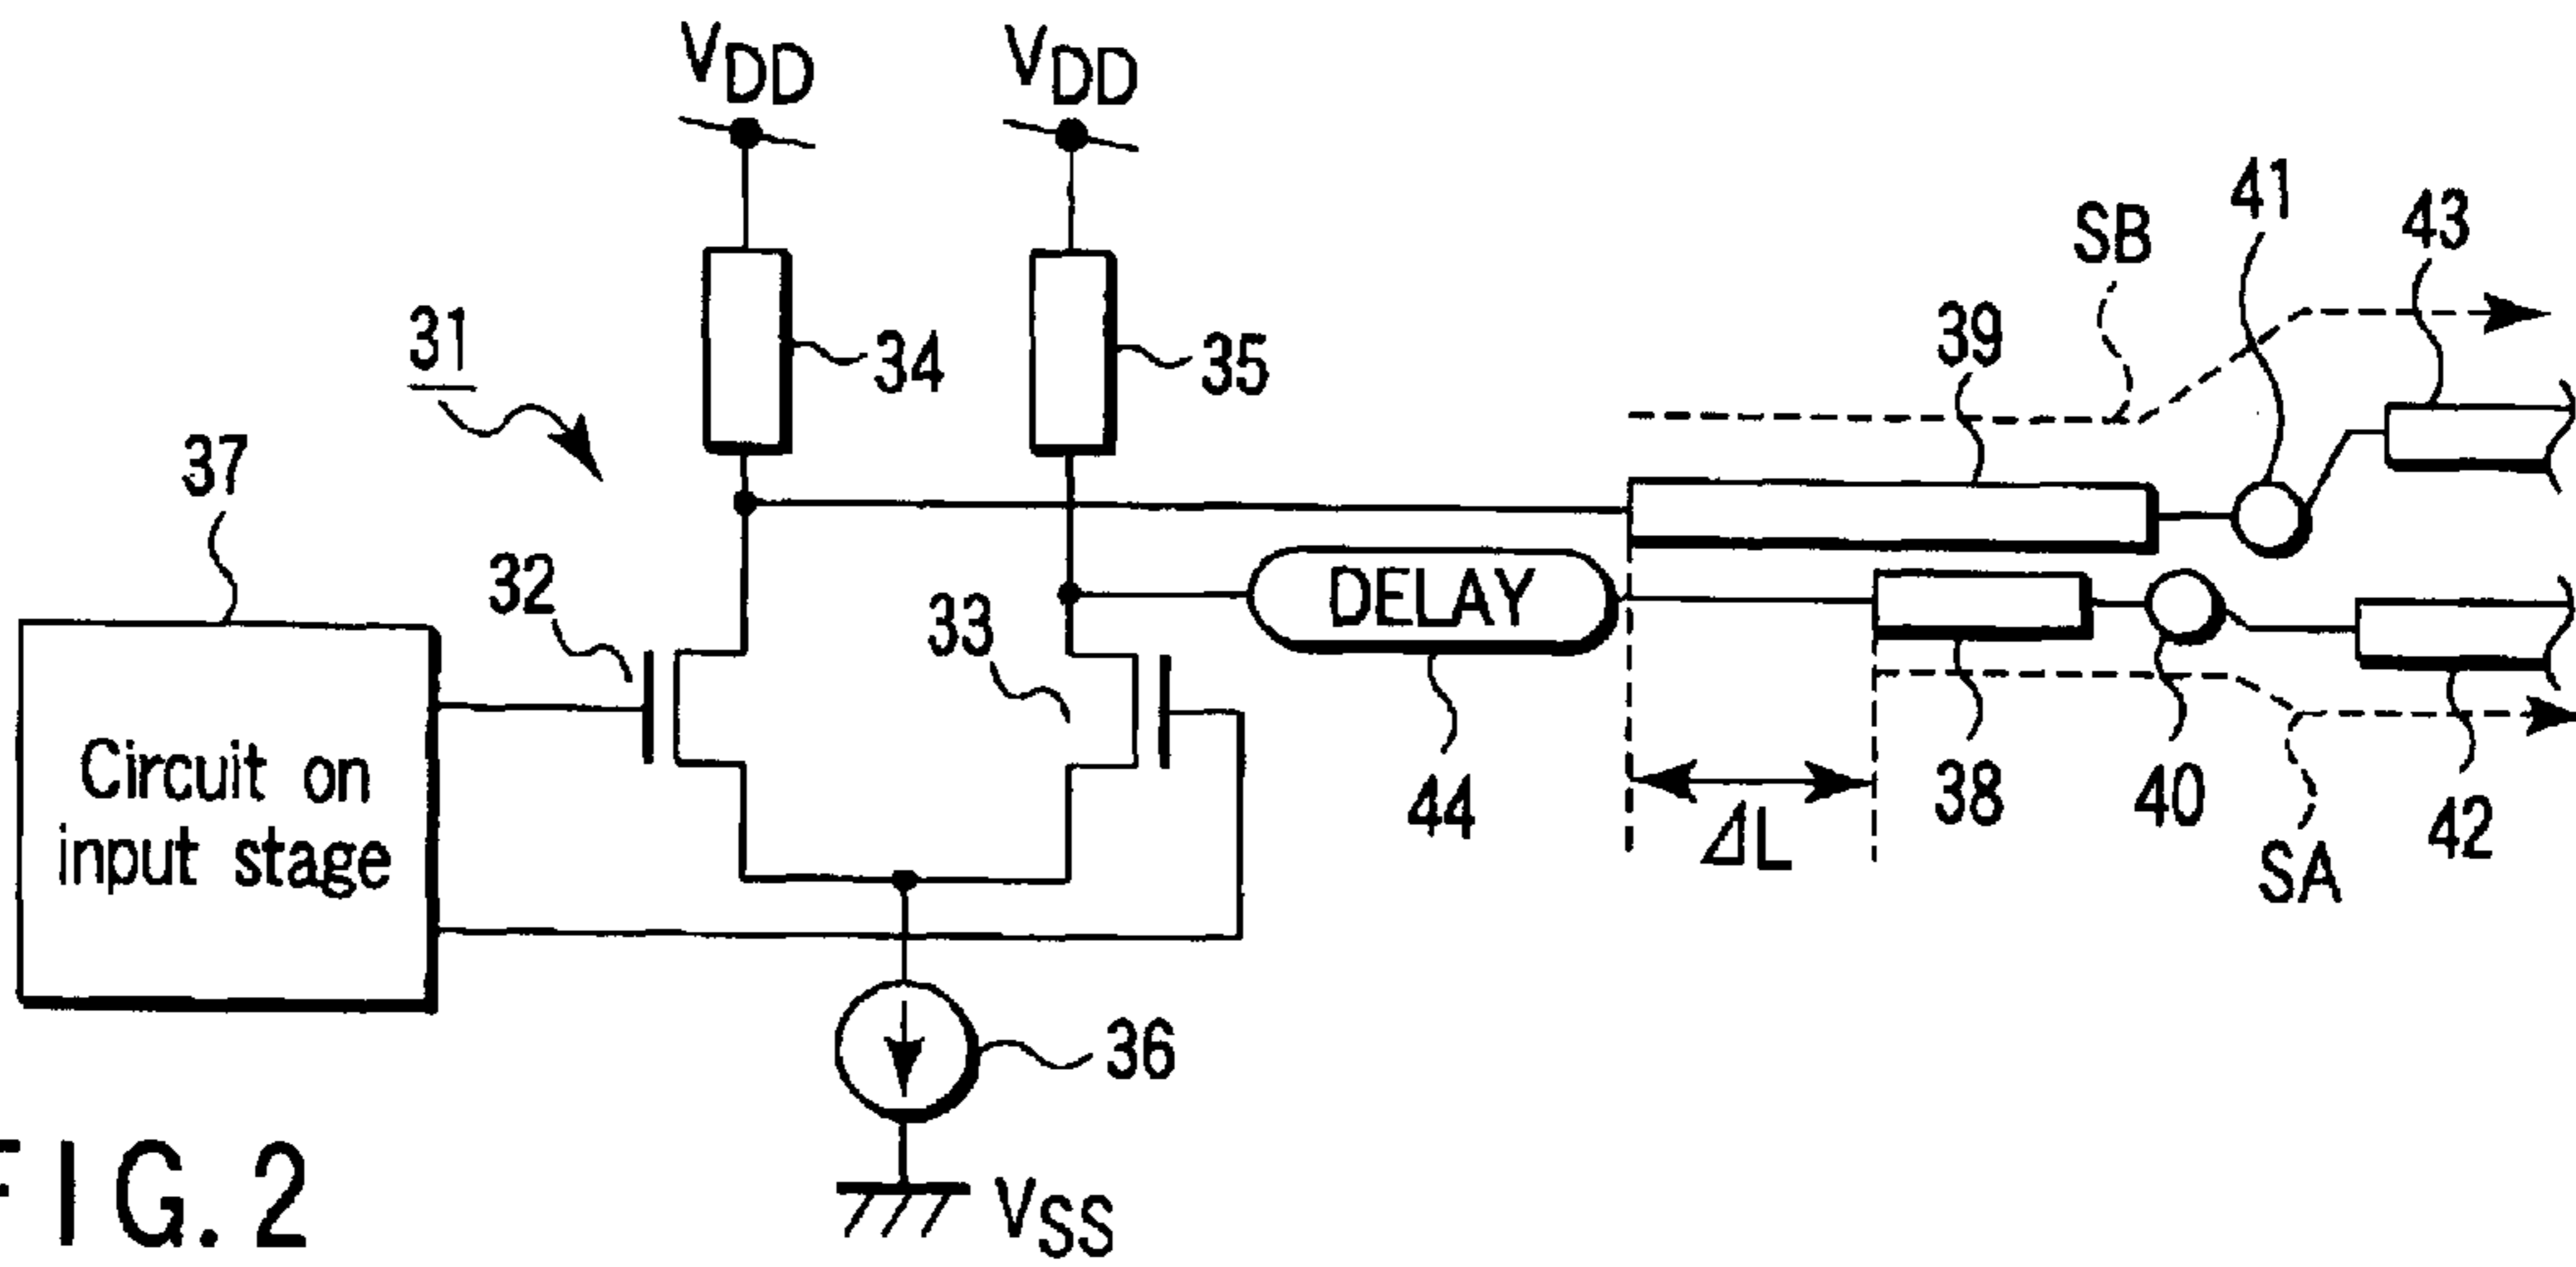 VDD
VDD
41
43
SB
39
31
34
35
37
32
33
DELAY
Circuit on
input stage
44
ΔL
38
40
42
SA
36
VSS
FIG. 2